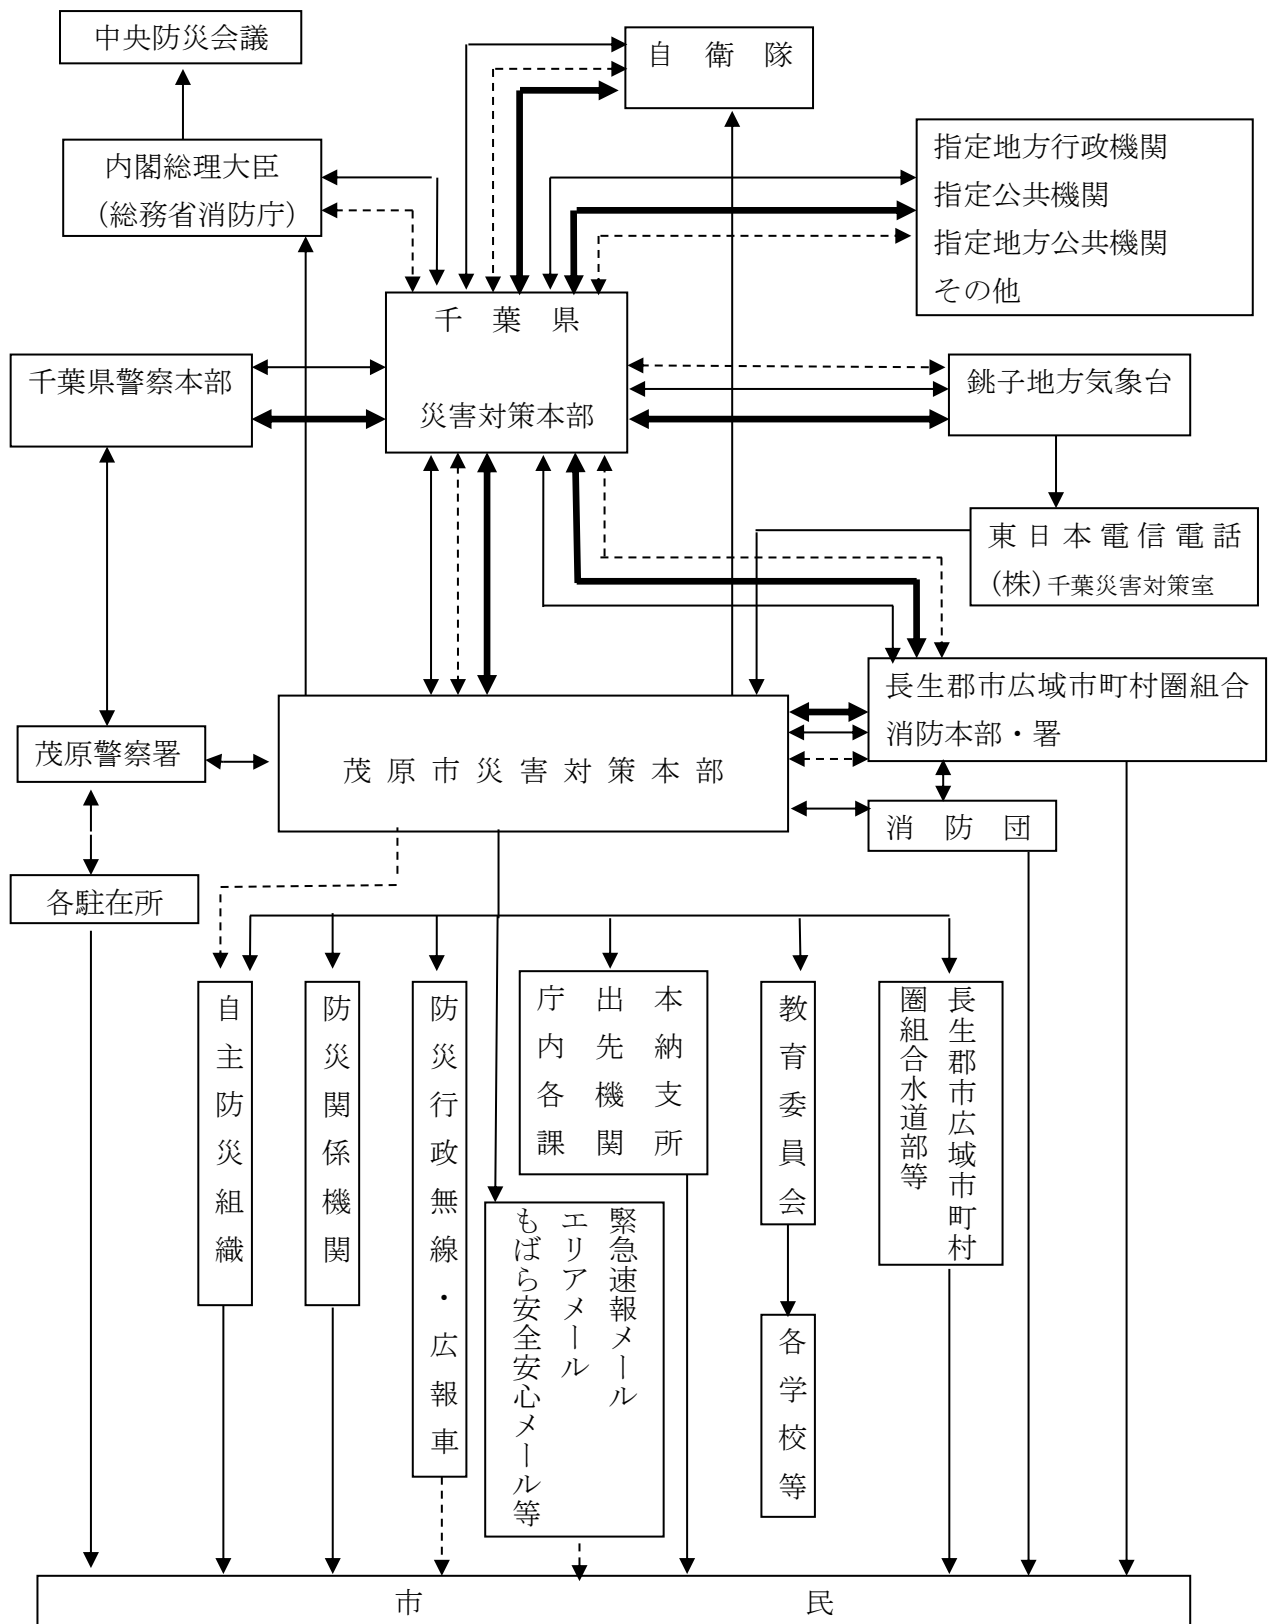 中央防災会議
自衛隊
内閣総理大臣
(総務省消防庁)
指定地方行政機関
指定公共機関
指定地方公共機関
その他
千葉県
災害対策本部
千葉県警察本部
銚子地方気象台
東日本電信電話
(株)千葉災害対策室
長生郡市広域市町村圏組合
消防本部・署
茂原警察署
茂原市災害対策本部
消防団
各駐在所
自主防災組織
防災関係機関
防災行政無線・広報車
本納支所
出先機関
庁内各課
緊急速報メール
エリアメール
もばら安全安心メール等
教育委員会
各学校等
長生郡市広域市町村
圏組合水道部等
市民